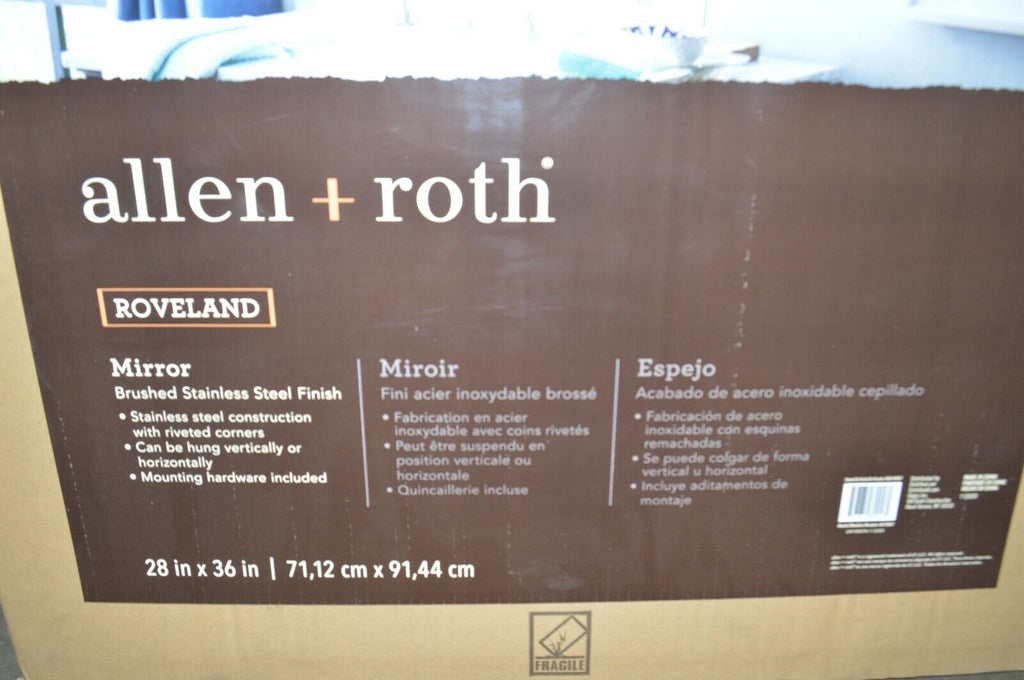 allen + roth
ROVELAND
Mirror
Brushed Stainless Steel Finish
• Stainless steel construction
with riveted corners
• Can be hung vertically or
horizontally
• Mounting hardware included
Miroir
Fini acier inoxydable brossé
• Fabrication en acier
inoxydable avec coins rivetés
• Peut être suspendu en
position verticale ou
horizontale
• Quincaillerie incluse
Espejo
Acabado de acero inoxidable cepillado
• Fabricación de acero
inoxidable con esquinas
remachadas
• Se puede colgar de forma
vertical u horizontal
• Incluye aditamentos de
montaje
28 in x 36 in | 71,12 cm x 91,44 cm
FRAGILE